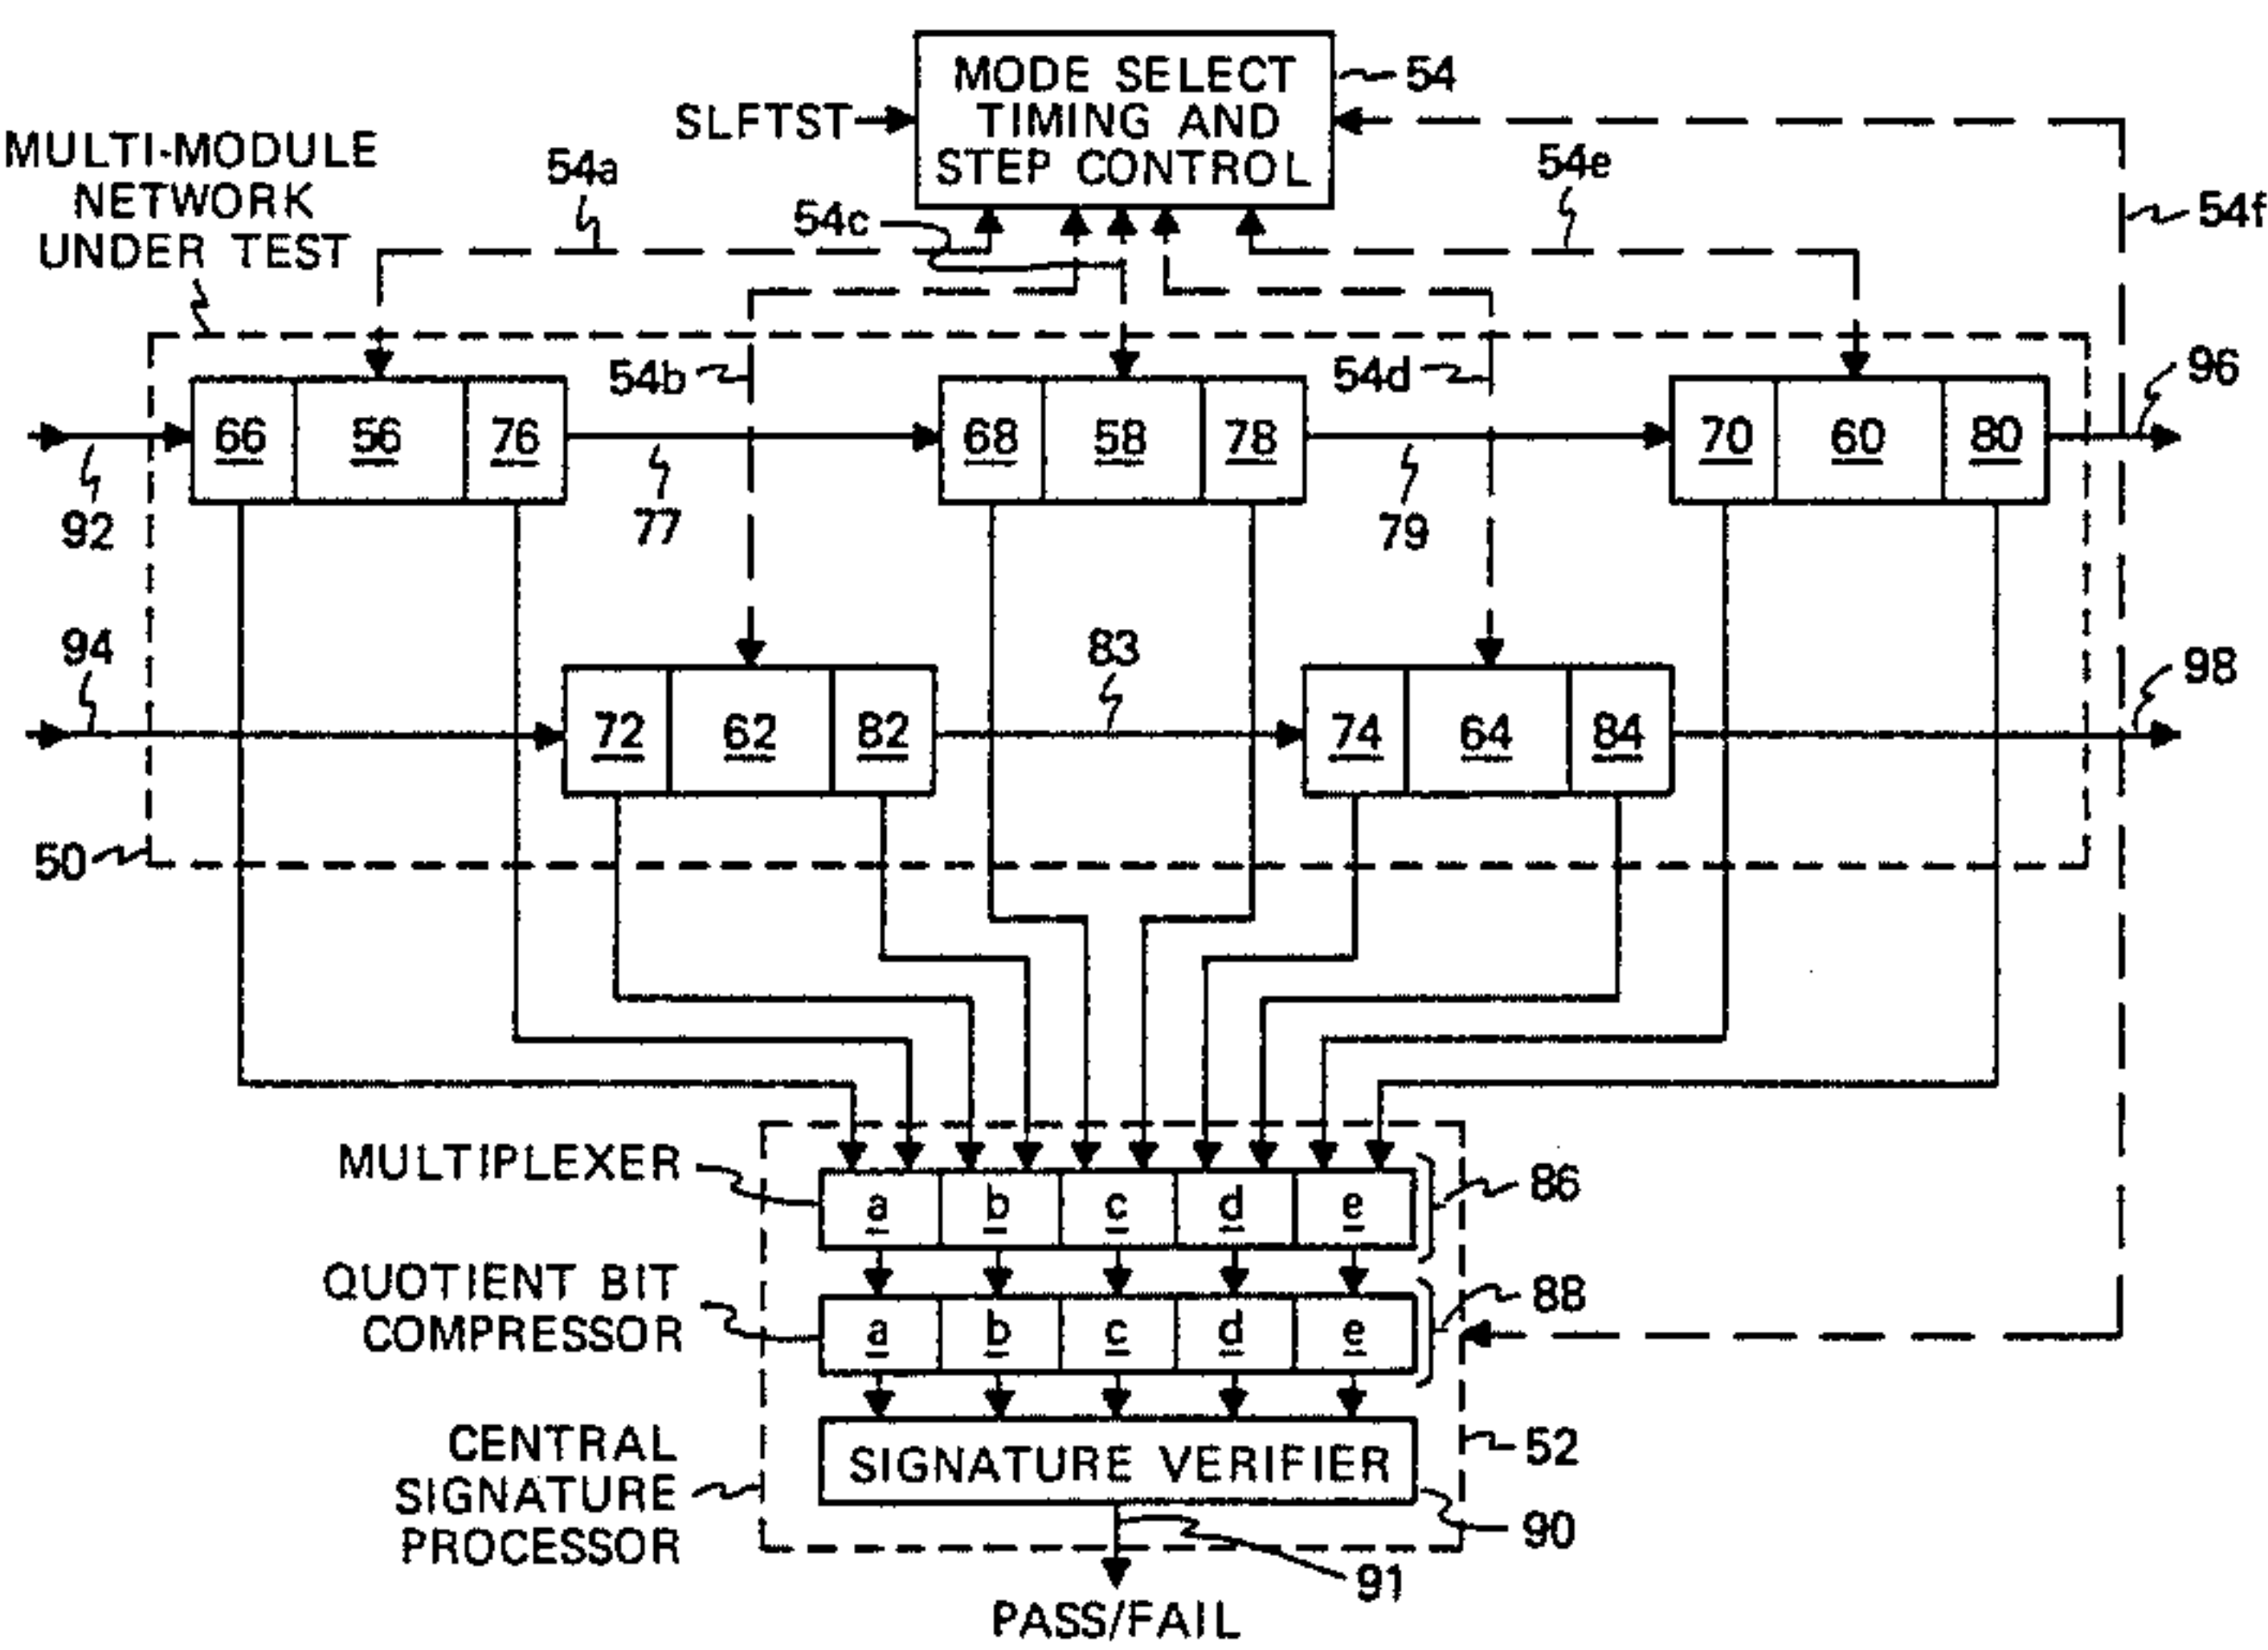 MODE SELECT
TIMING AND
STEP CONTROL
54
SLFTST
MULTI-MODULE
NETWORK
UNDER TEST
54a
54c
54e
54f
54b
54d
96
66 56 76
68 58 78
70 60 80
92
77
79
94
83
98
72 62 82
74 64 84
50
MULTIPLEXER
a b c d e
86
QUOTIENT BIT
COMPRESSOR
a b c d e
88
CENTRAL
SIGNATURE
PROCESSOR
SIGNATURE VERIFIER
52
90
91
PASS/FAIL